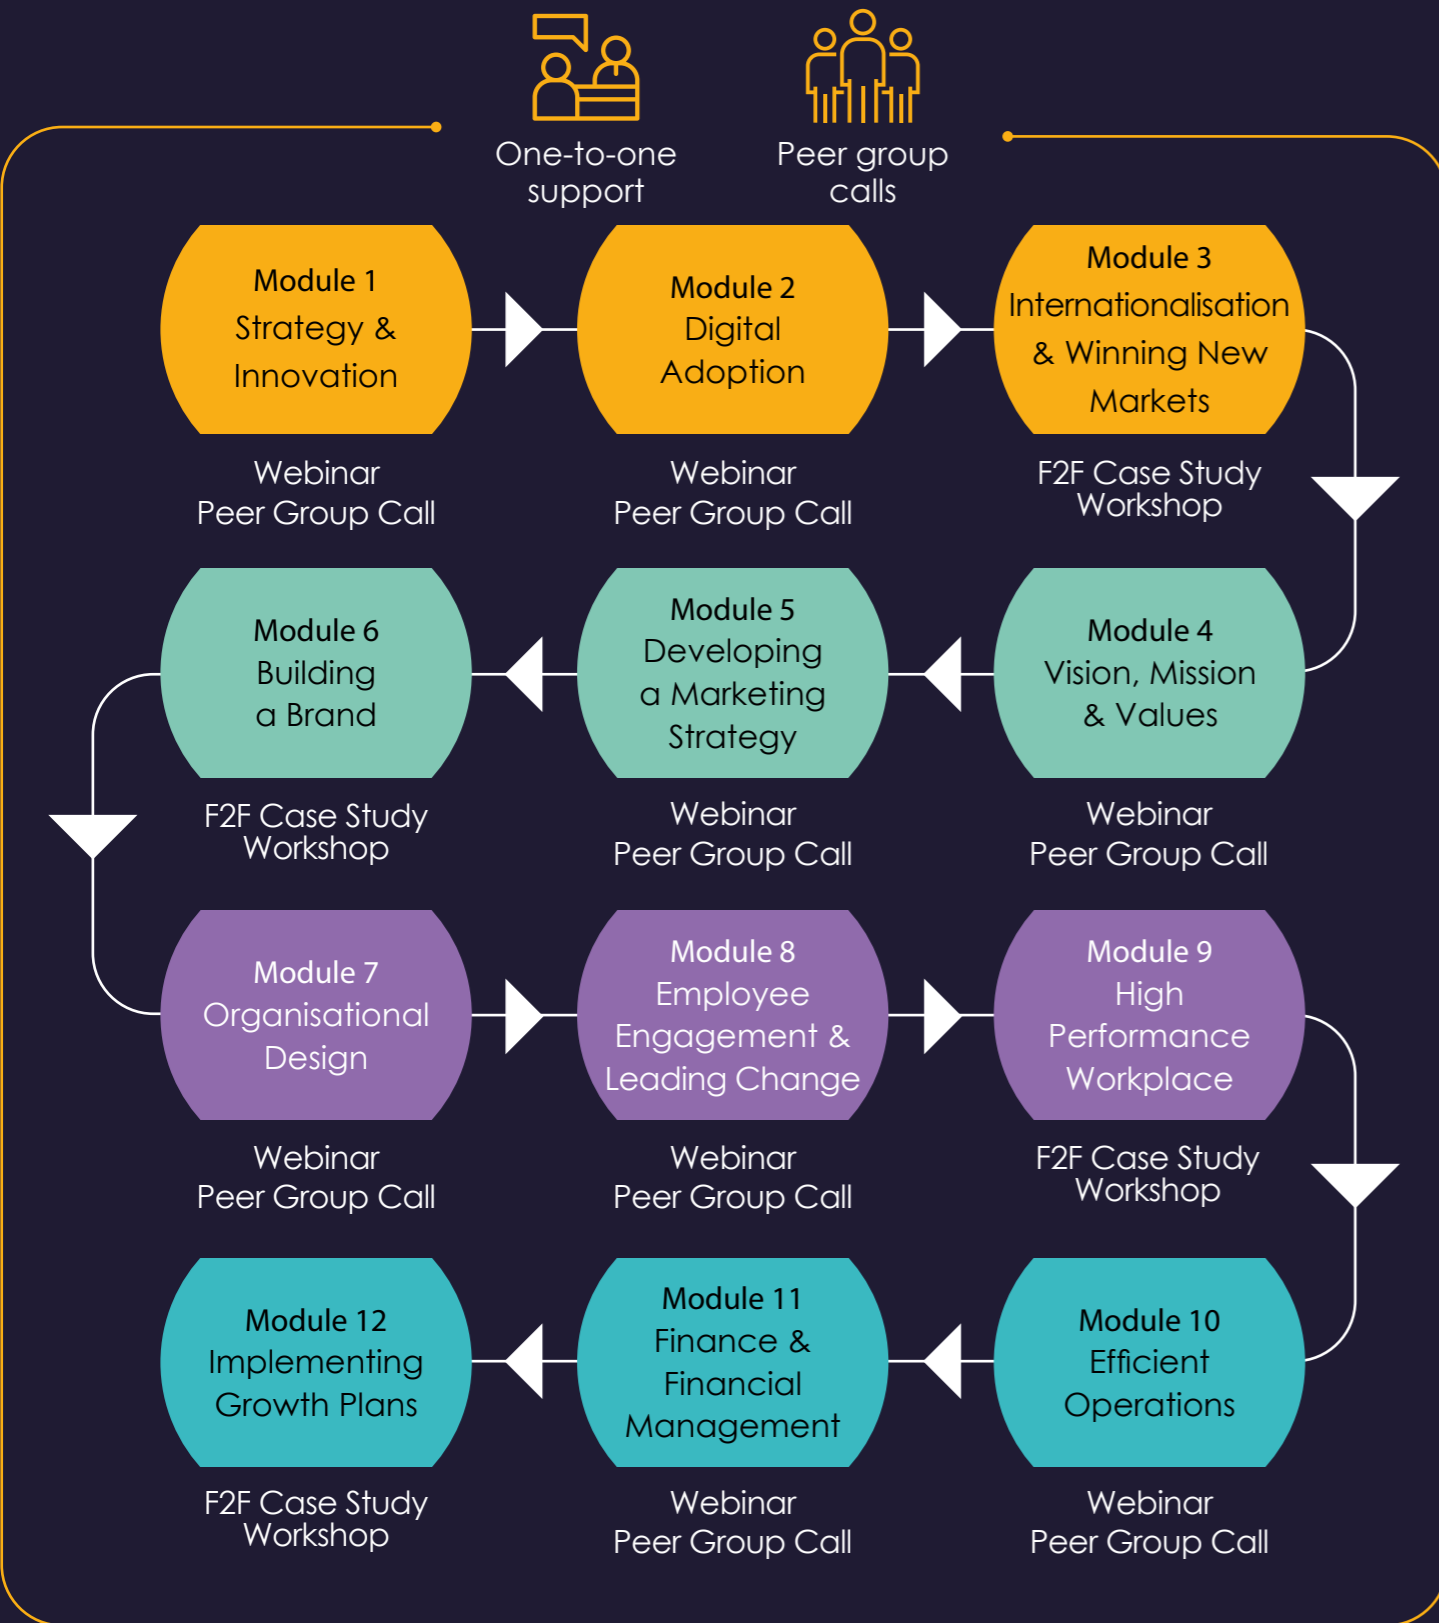 One-to-one
support
Peer group
calls
Module 1
Strategy &
Innovation
Webinar
Peer Group Call
Module 2
Digital
Adoption
Webinar
Peer Group Call
Module 3
Internationalisation
& Winning New
Markets
F2F Case Study
Workshop
Module 4
Vision, Mission
& Values
Webinar
Peer Group Call
Module 5
Developing
a Marketing
Strategy
Webinar
Peer Group Call
Module 6
Building
a Brand
F2F Case Study
Workshop
Module 7
Organisational
Design
Webinar
Peer Group Call
Module 8
Employee
Engagement &
Leading Change
Webinar
Peer Group Call
Module 9
High
Performance
Workplace
F2F Case Study
Workshop
Module 10
Efficient
Operations
Webinar
Peer Group Call
Module 11
Finance &
Financial
Management
Webinar
Peer Group Call
Module 12
Implementing
Growth Plans
F2F Case Study
Workshop